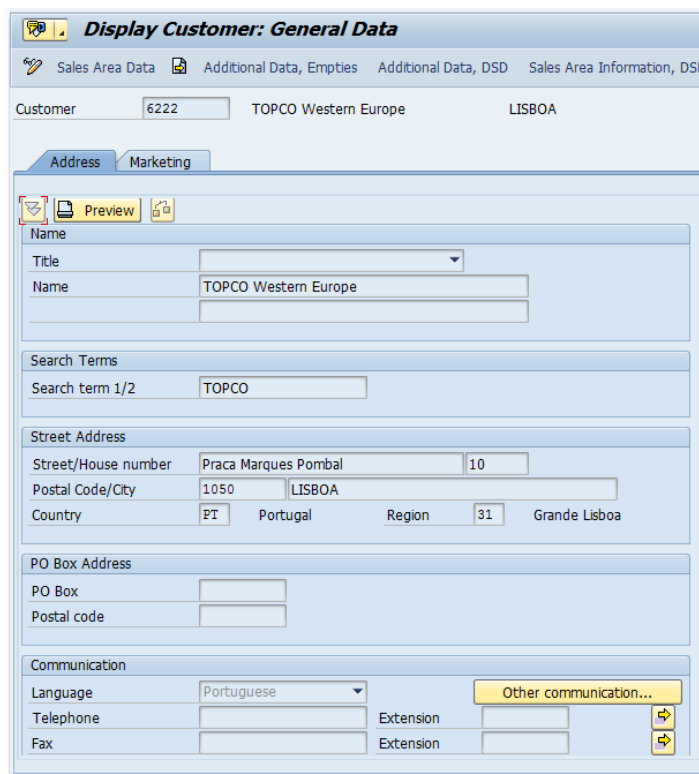 Display Customer: General Data
Sales Area Data Additional Data, Empties Additional Data, DSD Sales Area Information, DS
Customer 6222 TOPCO Western Europe LISBOA
Address Marketing
Preview
Name
Title
Name TOPCO Western Europe
Search Terms
Search term 1/2 TOPCO
Street Address
Street/House number Praca Marques Pombal 10
Postal Code/City 1050 LISBOA
Country PT Portugal Region 31 Grande Lisboa
PO Box Address
PO Box
Postal code
Communication
Language Portuguese Other communication...
Telephone Extension
Fax Extension